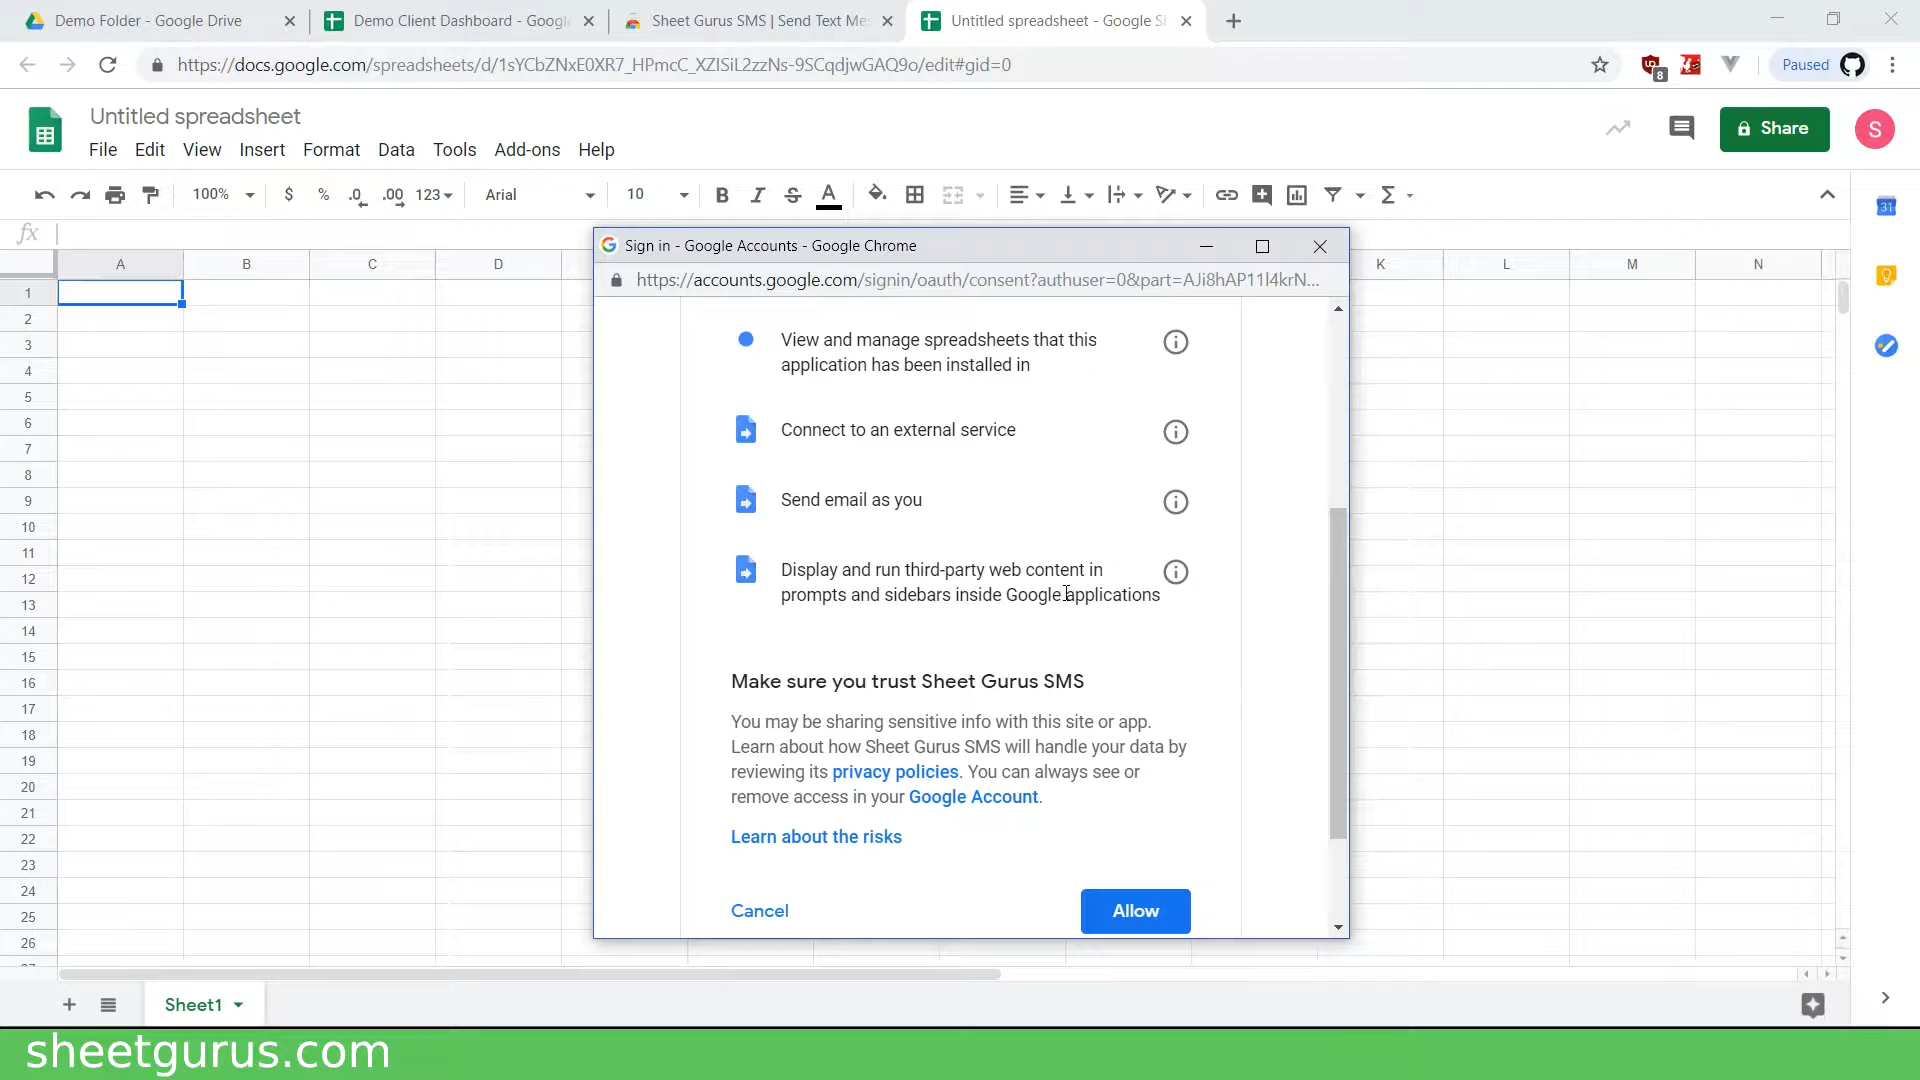 Demo Folder - Google Drive
Demo Client Dashboard - Googl
Sheet Gurus SMS | Send Text Mes
Untitled spreadsheet - Google Sh
https://docs.google.com/spreadsheets/d/1sYCbZNxE0XR7_HPmcC_XZISiL2zzNs-9SCqdjwGAQ9o/edit#gid=0
8
Paused
Untitled spreadsheet
File Edit View Insert Format Data Tools Add-ons Help
Share
S
100% $ % .0 .00 123 Arial 10 B I S A Σ
31
fx
Sign in - Google Accounts - Google Chrome
https://accounts.google.com/signin/oauth/consent?authuser=0&part=AJi8hAP11l4krN...
A B C D K L M N
1
2
3
4
5
6
7
8
9
10
11
12
13
14
15
16
17
18
19
20
21
22
23
24
25
26
View and manage spreadsheets that this
application has been installed in
Connect to an external service
Send email as you
Display and run third-party web content in
prompts and sidebars inside Google applications
Make sure you trust Sheet Gurus SMS
You may be sharing sensitive info with this site or app.
Learn about how Sheet Gurus SMS will handle your data by
reviewing its privacy policies. You can always see or
remove access in your Google Account.
Learn about the risks
Cancel
Allow
Sheet1
sheetgurus.com